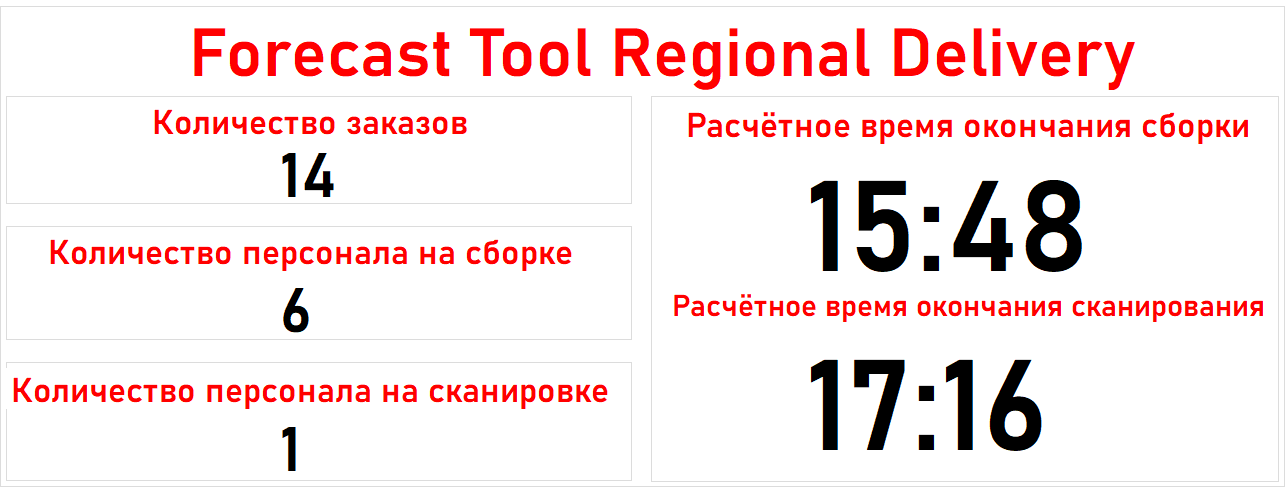 Forecast Tool Regional Delivery
Количество заказов
14
Количество персонала на сборке
6
Количество персонала на сканировке
1
Расчётное время окончания сборки
15:48
Расчётное время окончания сканирования
17:16